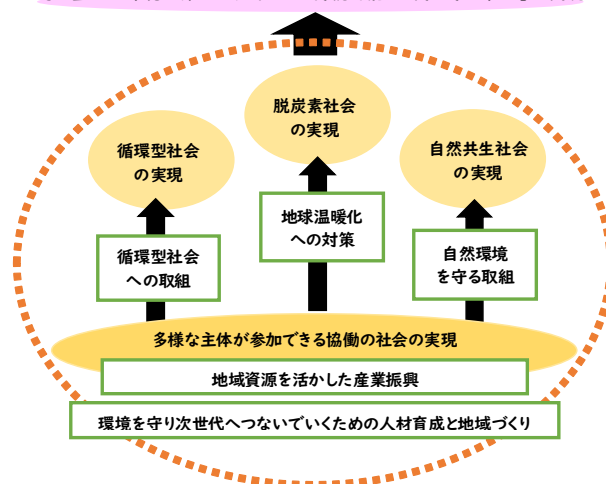 脱炭素社会
の実現
循環型社会
の実現
自然共生社会
の実現
地球温暖化
への対策
循環型社会
への取組
自然環境
を守る取組
多様な主体が参加できる協働の社会の実現
地域資源を活かした産業振興
環境を守り次世代へつないでいくための人材育成と地域づくり